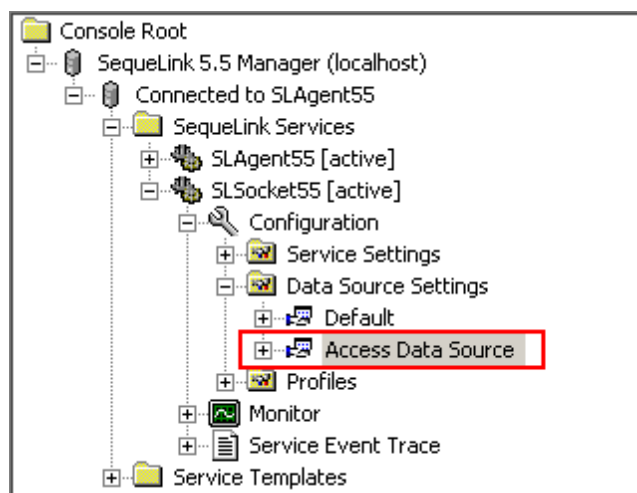 Console Root
SequeLink 5.5 Manager (localhost)
Connected to SLAgent55
SequeLink Services
SLAgent55 [active]
SLSocket55 [active]
Configuration
Service Settings
Data Source Settings
Default
Access Data Source
Profiles
Monitor
Service Event Trace
Service Templates